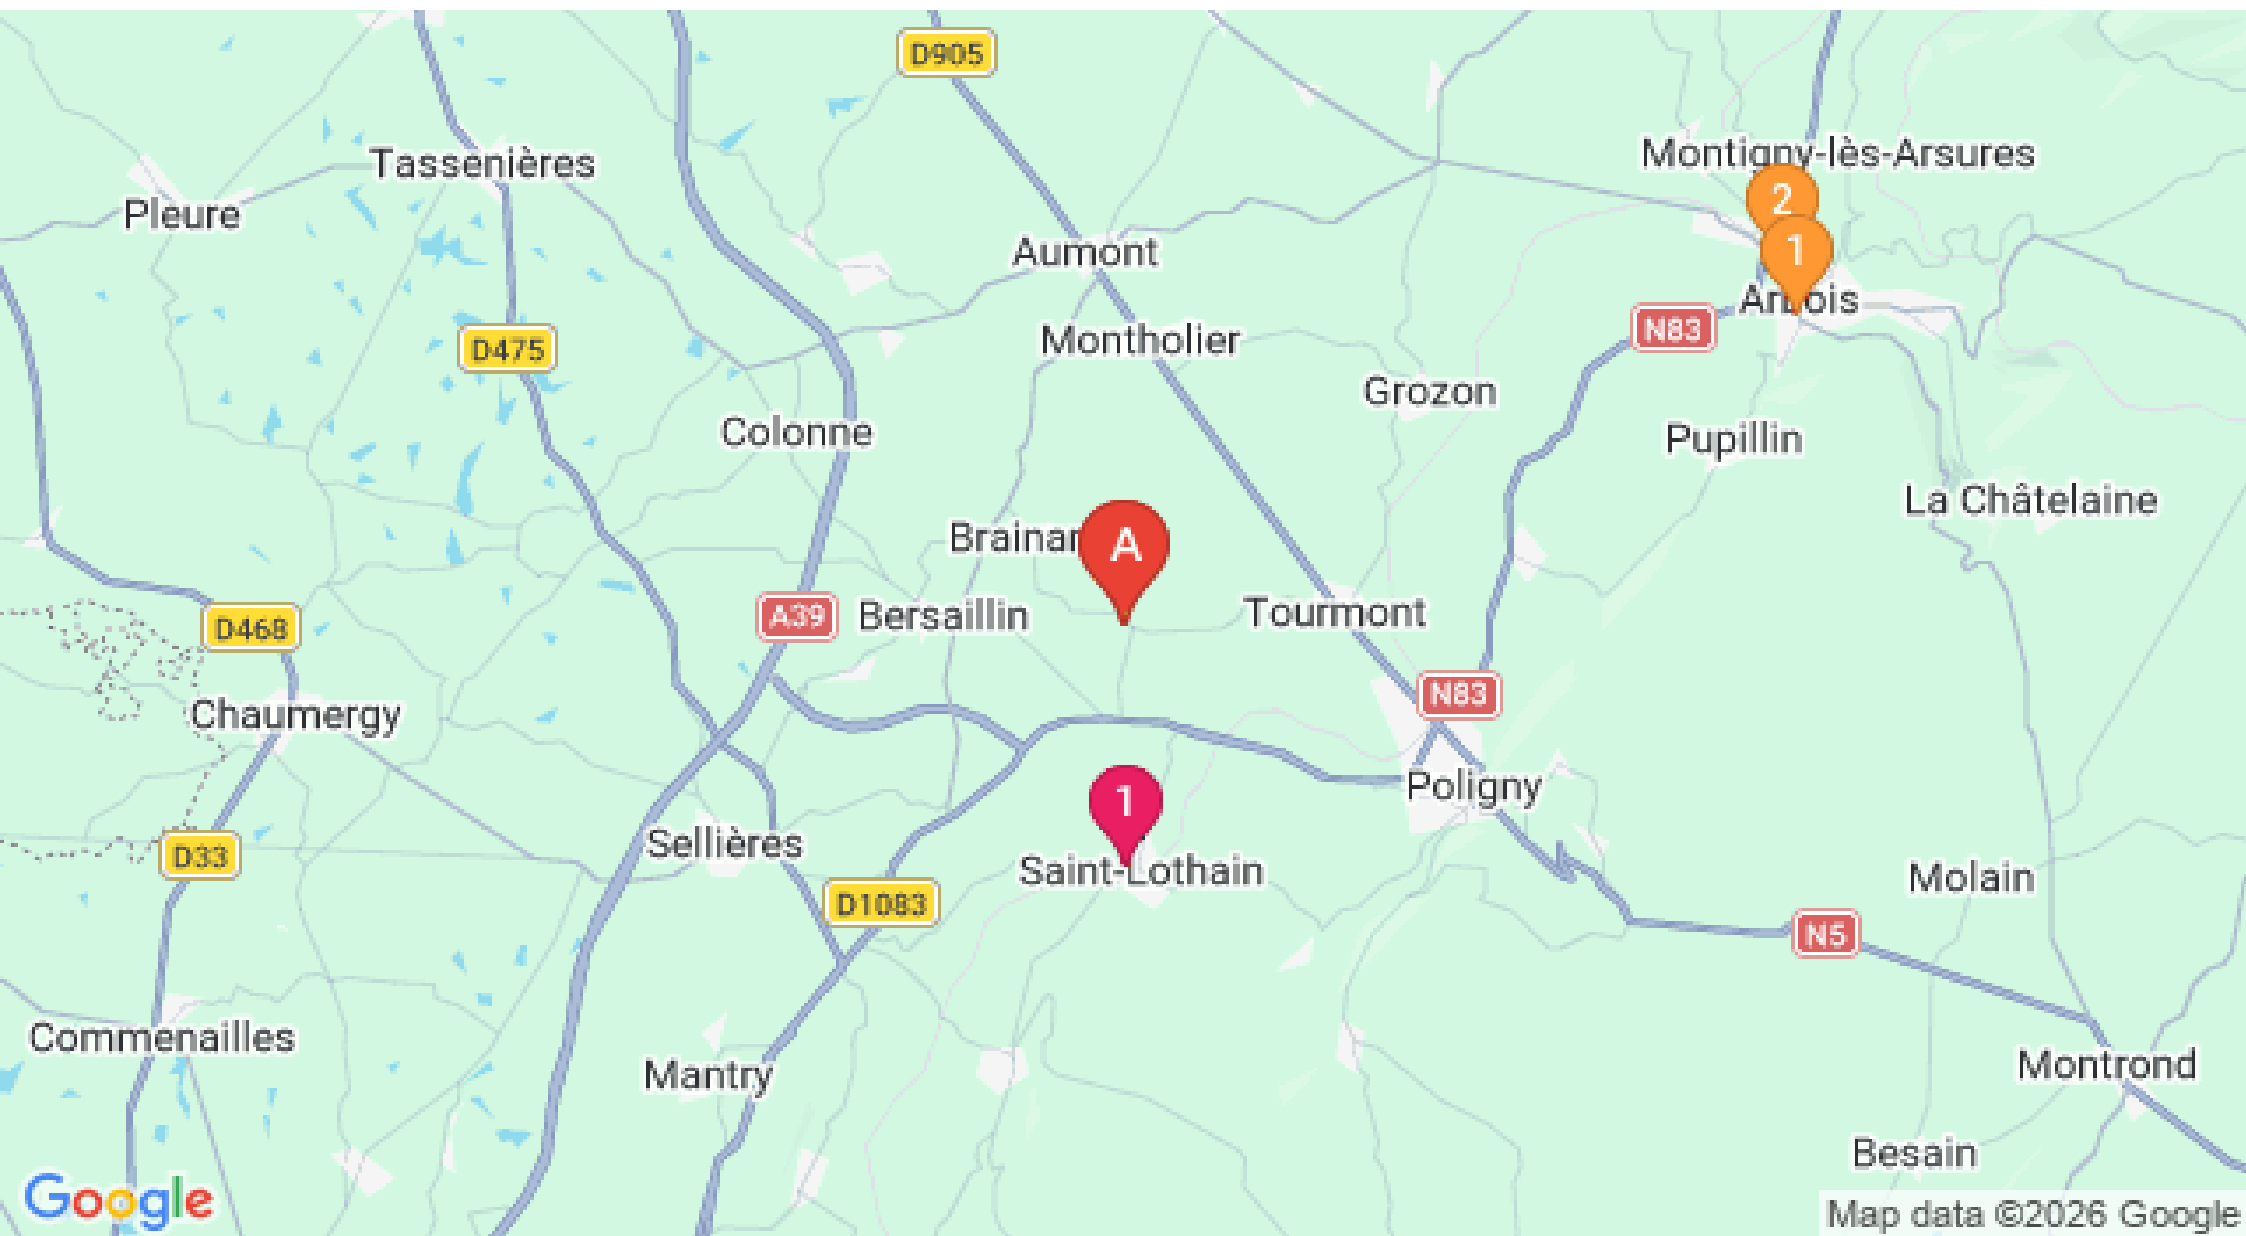 D905
Tassenières
Montigny-lès-Arsures
Pleure
2
Aumont
1
Arbois
N83
Montholier
D475
Grozon
Colonne
Pupillin
La Châtelaine
Brainan
A
A39
Bersaillin
Tourmont
D468
N83
Chaumergy
Poligny
1
Sellières
D33
Saint-Lothain
Molain
D1083
N5
Commenailles
Mantry
Montrond
Besain
Google
Map data ©2026 Google